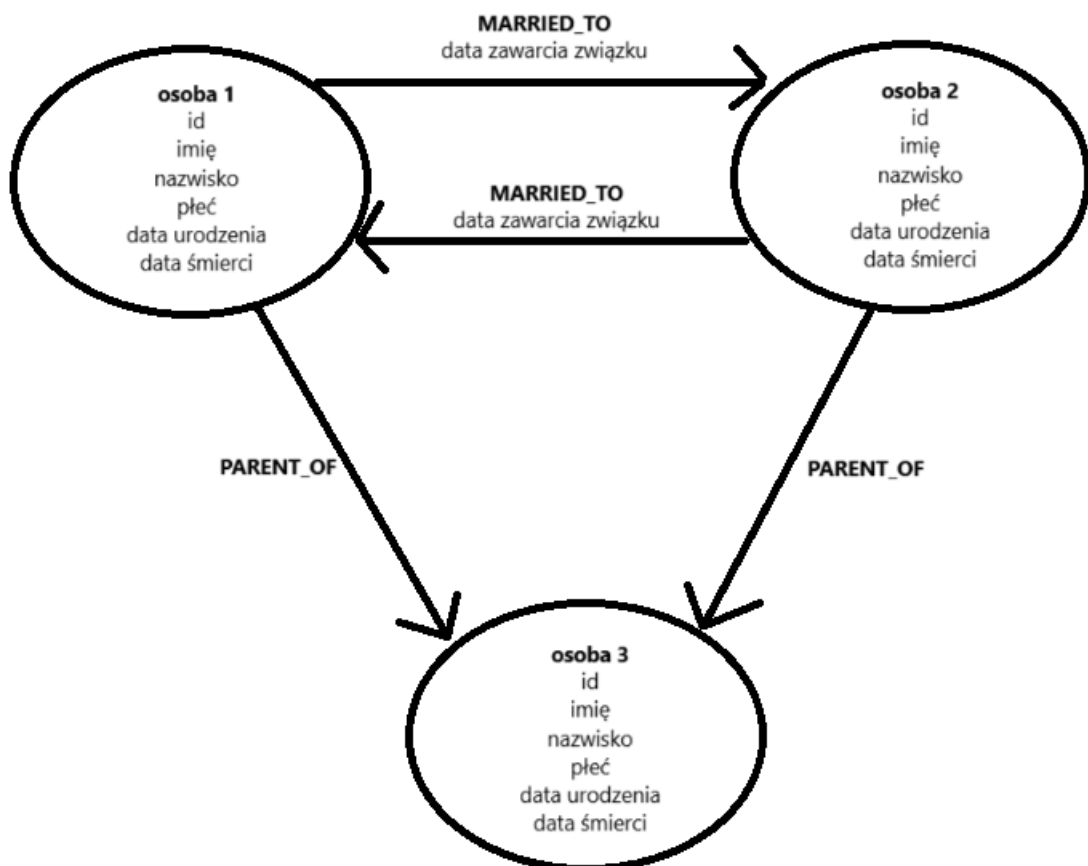 MARRIED_TO
data zawarcia związku
osoba 1
id
imię
nazwisko
płeć
data urodzenia
data śmierci
osoba 2
id
imię
nazwisko
płeć
data urodzenia
data śmierci
MARRIED_TO
data zawarcia związku
PARENT_OF
PARENT_OF
osoba 3
id
imię
nazwisko
płeć
data urodzenia
data śmierci